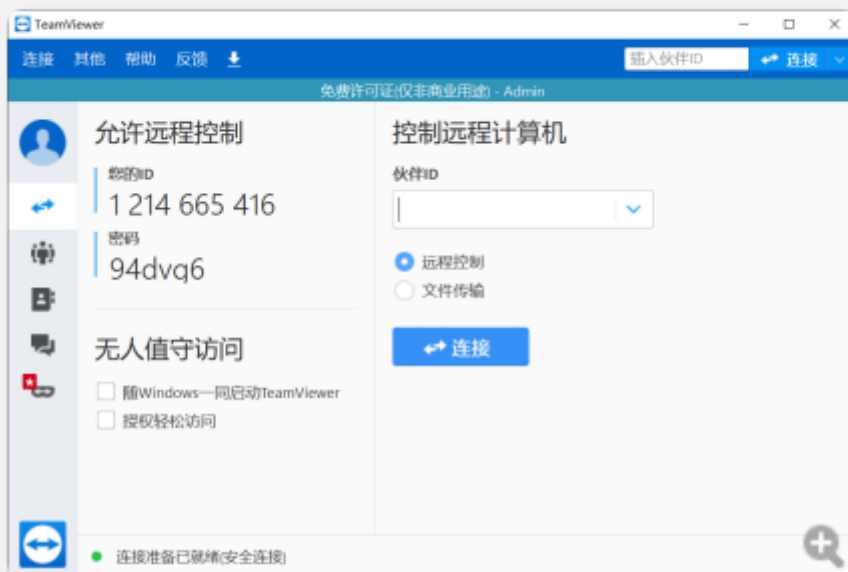 TeamViewer
连接 其他 帮助 反馈
插入伙伴ID
连接
免费许可证(仅非商业用途) - Admin
允许远程控制
您的ID
1 214 665 416
密码
94dvq6
无人值守访问
随Windows一同启动TeamViewer
授权轻松访问
控制远程计算机
伙伴ID
远程控制
文件传输
连接
连接准备已就绪(安全连接)